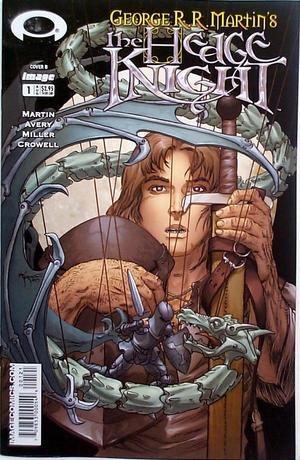 COVER B
image
1
$2.95
GEORGE R.R. MARTIN'S
the HEDGE
KNIGHT
MARTIN
AVERY
MILLER
CROWELL
IMAGECOMICS.COM